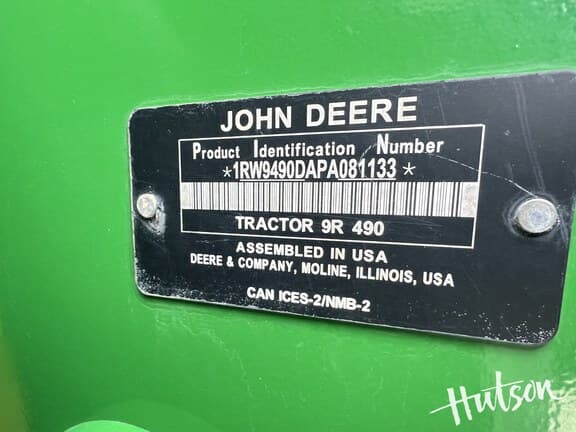 JOHN DEERE
Product Identification Number
*1RW9490DAPA081133*
TRACTOR 9R 490
ASSEMBLED IN USA
DEERE & COMPANY, MOLINE, ILLINOIS, USA
CAN ICES-2/NMB-2
Hutson